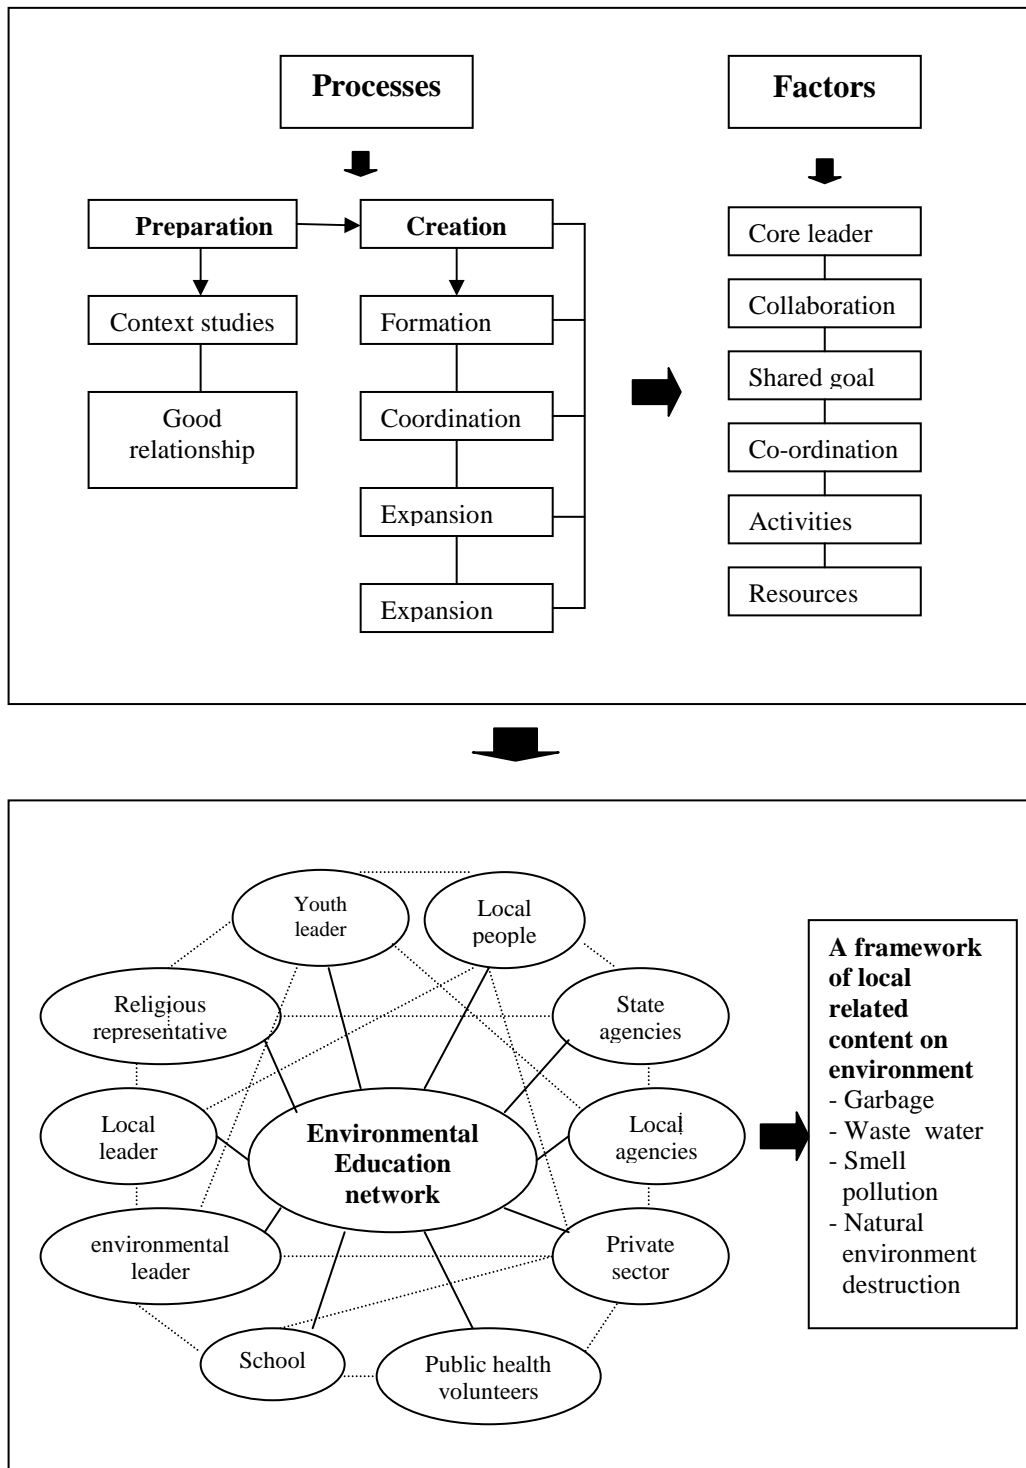 Processes
Factors
Preparation
Creation
Context studies
Good
relationship
Formation
Coordination
Expansion
Expansion
Core leader
Collaboration
Shared goal
Co-ordination
Activities
Resources
Youth
leader
Local
people
Religious
representative
State
agencies
Local
leader
Environmental
Education
network
Local
agencies
environmental
leader
Private
sector
School
Public health
volunteers
A framework
of local
related
content on
environment
- Garbage
- Waste water
- Smell
pollution
- Natural
environment
destruction